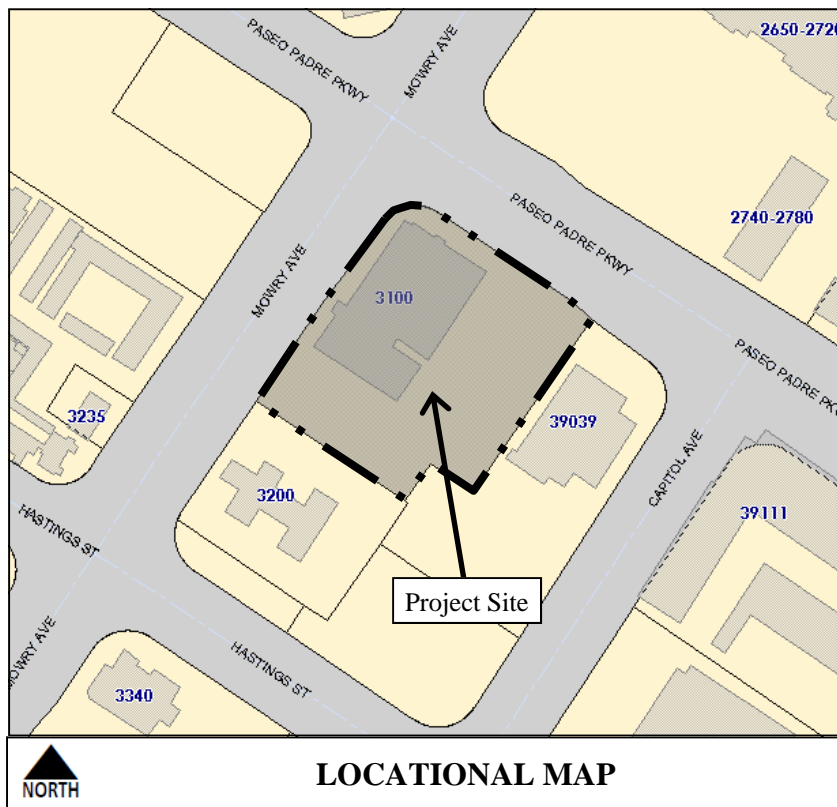 2650-2720
PASEO PADRE PKWY
MOWRY AVE
PASEO PADRE PKWY
2740-2780
MOWRY AVE
3100
PASEO PADRE PKWY
3235
39039
CAPITOL AVE
3200
39111
HASTINGS ST
Project Site
MOWRY AVE
HASTINGS ST
3340
NORTH
LOCATIONAL MAP